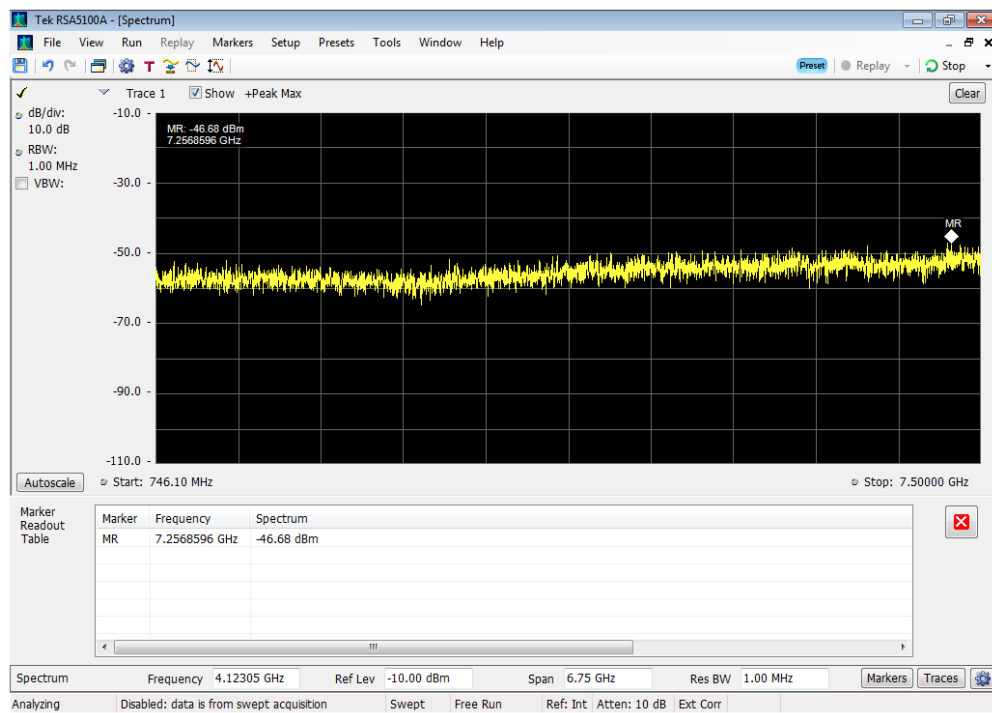 Tek RSA5100A - [Spectrum]
File View Run Replay Markers Setup Presets Tools Window Help
T Preset Replay Stop
Trace 1 Show +Peak Max Clear
dB/div:
10.0 dB
RBW:
1.00 MHz
VBW:
-10.0
MR: -46.68 dBm
7.2568596 GHz
-30.0
MR
-50.0
-70.0
-90.0
-110.0
Autoscale Start: 746.10 MHz Stop: 7.50000 GHz
Marker
Readout
Table
Marker Frequency Spectrum
MR 7.2568596 GHz -46.68 dBm
Spectrum Frequency 4.12305 GHz Ref Lev -10.00 dBm Span 6.75 GHz Res BW 1.00 MHz Markers Traces
Analyzing Disabled: data is from swept acquisition Swept Free Run Ref: Int Atten: 10 dB Ext Corr